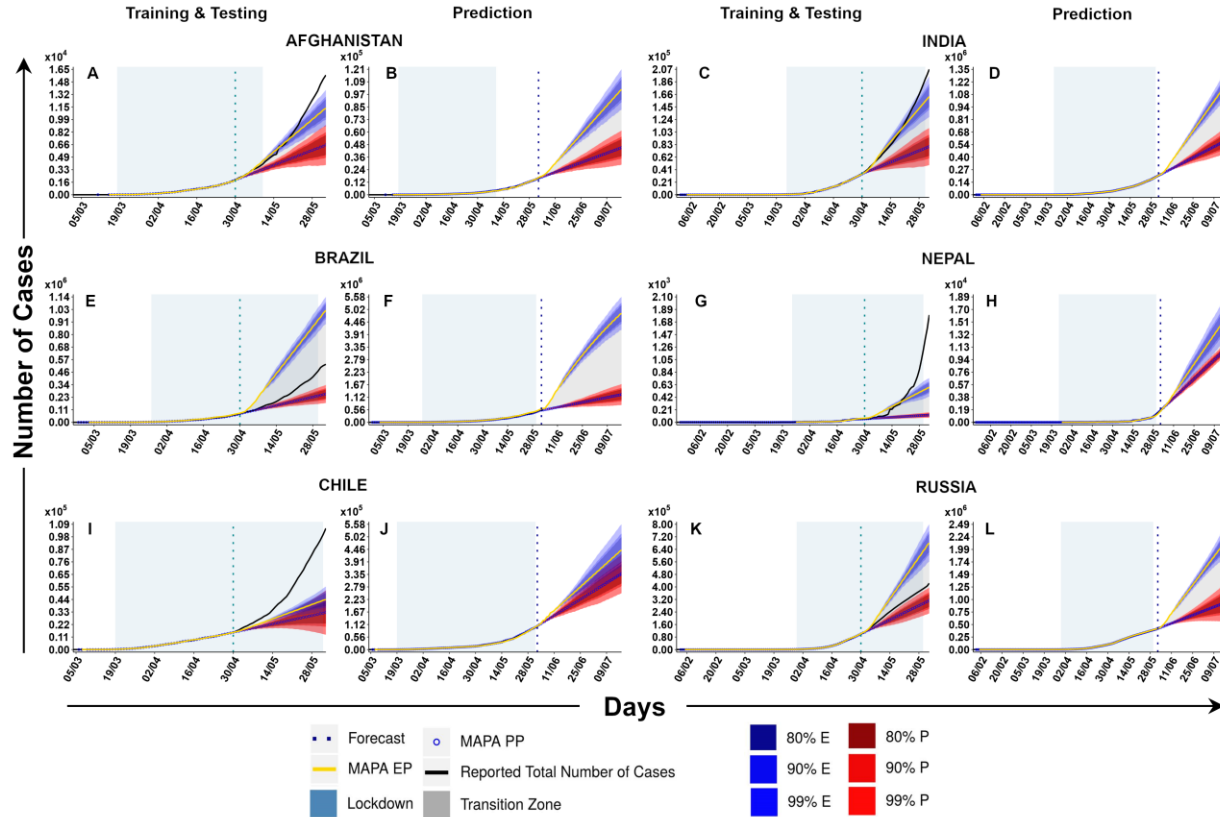 Training & Testing
Prediction
Training & Testing
Prediction
AFGHANISTAN
INDIA
Number of Cases
x10⁴
A
1.65
1.48
1.32
1.15
0.99
0.82
0.66
0.49
0.33
0.16
0.00
05/03 19/03 02/04 16/04 30/04 14/05 28/05
x10⁵
B
1.21
1.09
0.97
0.85
0.73
0.60
0.48
0.36
0.24
0.12
0.00
05/03 19/03 02/04 16/04 30/04 14/05 28/05 11/06 25/06 09/07
x10⁵
C
2.07
1.86
1.65
1.44
1.24
1.03
0.83
0.62
0.41
0.20
0.00
06/02 20/02 05/03 19/03 02/04 16/04 30/04 14/05 28/05
x10⁶
D
1.35
1.21
1.08
0.94
0.81
0.67
0.54
0.40
0.27
0.14
0.00
06/02 20/02 05/03 19/03 02/04 16/04 30/04 14/05 28/05 11/06 25/06 09/07
BRAZIL
NEPAL
x10⁶
E
1.14
1.03
0.91
0.80
0.68
0.57
0.46
0.34
0.23
0.11
0.00
05/03 19/03 02/04 16/04 30/04 14/05 28/05
x10⁶
F
5.58
5.02
4.46
3.91
3.35
2.79
2.23
1.67
1.12
0.56
0.00
05/03 19/03 02/04 16/04 30/04 14/05 28/05 11/06 25/06 09/07
x10³
G
2.10
1.89
1.68
1.47
1.26
1.05
0.84
0.63
0.42
0.21
0.00
06/02 20/02 05/03 19/03 02/04 16/04 30/04 14/05 28/05
x10⁴
H
1.89
1.70
1.51
1.32
1.13
0.94
0.76
0.57
0.38
0.19
0.00
06/02 20/02 05/03 19/03 02/04 16/04 30/04 14/05 28/05 11/06 25/06 09/07
CHILE
RUSSIA
x10⁵
I
1.09
0.98
0.87
0.76
0.65
0.55
0.44
0.33
0.22
0.11
0.00
05/03 19/03 02/04 16/04 30/04 14/05 28/05
x10⁵
J
5.58
5.02
4.46
3.91
3.35
2.79
2.23
1.67
1.12
0.56
0.00
05/03 19/03 02/04 16/04 30/04 14/05 28/05 11/06 25/06 09/07
x10⁵
K
8.00
7.20
6.40
5.60
4.80
4.00
3.20
2.40
1.60
0.80
0.00
06/02 20/02 05/03 19/03 02/04 16/04 30/04 14/05 28/05
x10⁶
L
2.49
2.24
1.99
1.74
1.49
1.25
1.00
0.75
0.50
0.25
0.00
06/02 20/02 05/03 19/03 02/04 16/04 30/04 14/05 28/05 11/06 25/06 09/07
Days
Forecast
MAPA PP
MAPA EP
Reported Total Number of Cases
Lockdown
Transition Zone
80% E
80% P
90% E
90% P
99% E
99% P